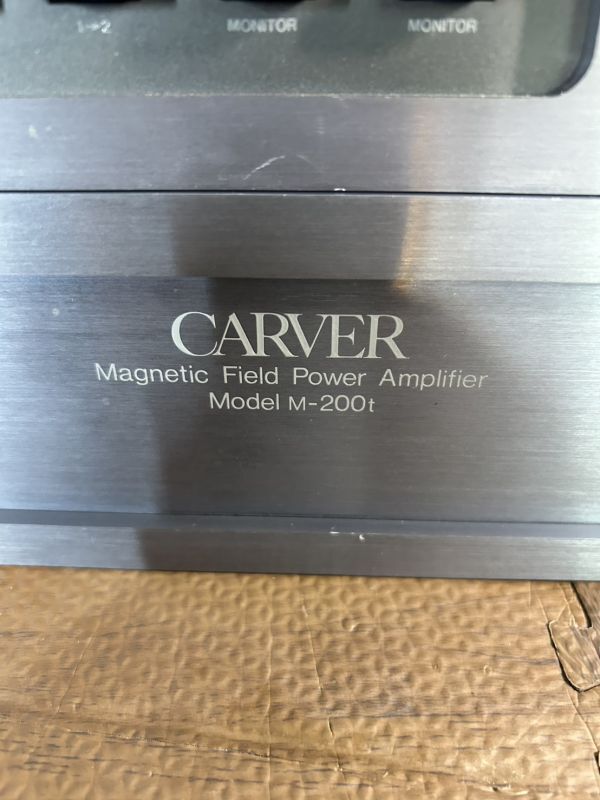 1→2 MONITOR MONITOR
CARVER
Magnetic Field Power Amplifier
Model M-200t